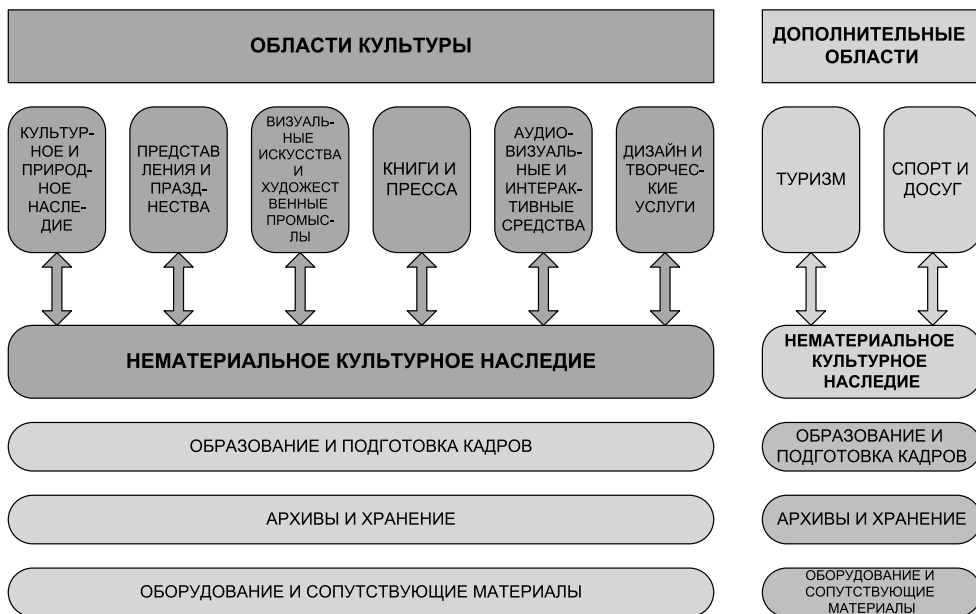 ОБЛАСТИ КУЛЬТУРЫ
ДОПОЛНИТЕЛЬНЫЕ
ОБЛАСТИ
КУЛЬТУР-
НОЕ И
ПРИРОД-
НОЕ
НАСЛЕ-
ДИЕ
ПРЕДСТАВ
ЛЕНИЯ И
ПРАЗД-
НЕСТВА
ВИЗУАЛЬ-
НЫЕ
ИСКУССТВА
И
ХУДОЖЕСТ
ВЕННЫЕ
ПРОМЫС-
ЛЫ
КНИГИ И
ПРЕССА
АУДИО-
ВИЗУАЛЬ-
НЫЕ И
ИНТЕРАК-
ТИВНЫЕ
СРЕДСТВА
ДИЗАЙН И
ТВОРЧЕС-
КИЕ
УСЛУГИ
ТУРИЗМ
СПОРТ И
ДОСУГ
НЕМАТЕРИАЛЬНОЕ КУЛЬТУРНОЕ НАСЛЕДИЕ
НЕМАТЕРИАЛЬНОЕ
КУЛЬТУРНОЕ
НАСЛЕДИЕ
ОБРАЗОВАНИЕ И ПОДГОТОВКА КАДРОВ
ОБРАЗОВАНИЕ И
ПОДГОТОВКА КАДРОВ
АРХИВЫ И ХРАНЕНИЕ
АРХИВЫ И ХРАНЕНИЕ
ОБОРУДОВАНИЕ И СОПУТСТВУЮЩИЕ МАТЕРИАЛЫ
ОБОРУДОВАНИЕ И
СОПУТСТВУЮЩИЕ
МАТЕРИАЛЫ